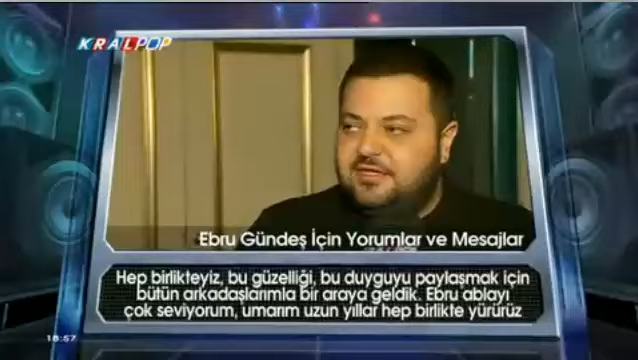 KRALPOP
Ebru Gündeş İçin Yorumlar ve Mesajlar
Hep birlikteyiz, bu güzelliği, bu duyguyu paylaşmak için
bütün arkadaşlarımla bir araya geldik. Ebru ablayı
çok seviyorum, umarım uzun yıllar hep birlikte yürürüz
18:57